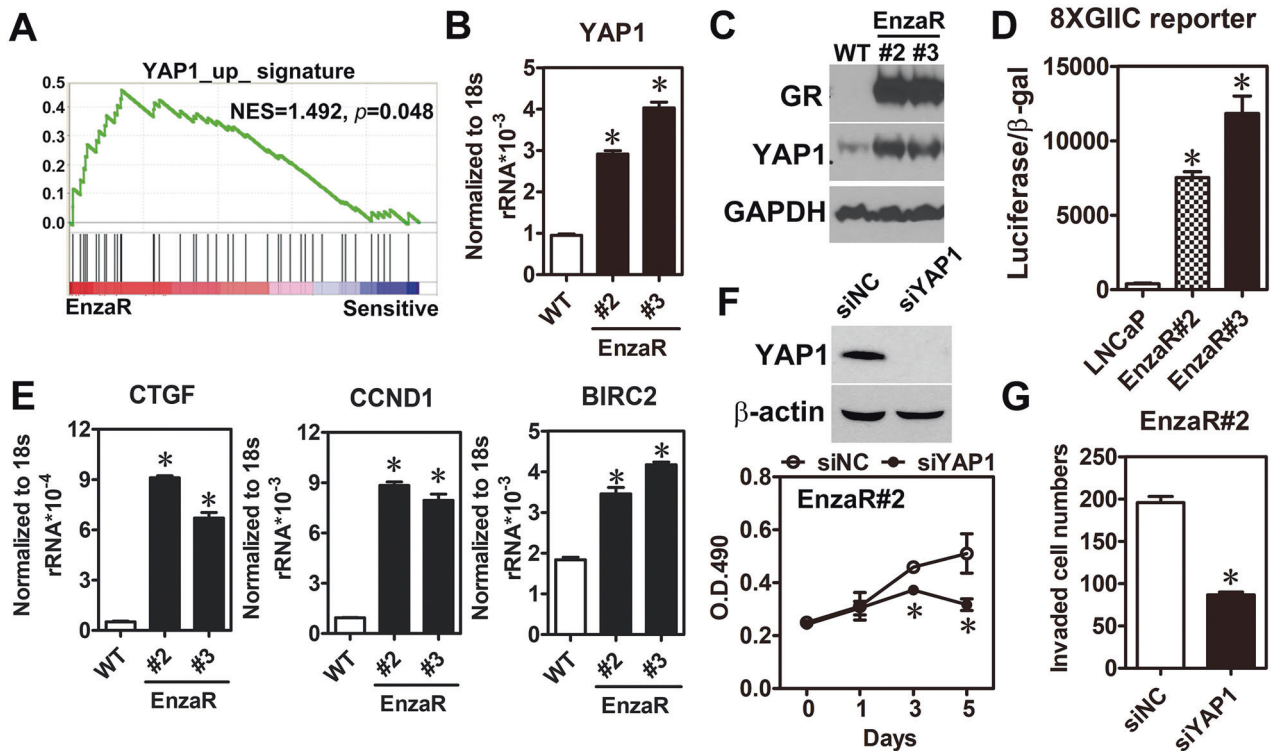 A
YAP1_up_ signature
NES=1.492, p=0.048
0.5
0.4
0.3
0.2
0.1
0.0
EnzaR
Sensitive
B
YAP1
Normalized to 18s
rRNA*10-3
5
4
3
2
1
0
*
*
WT
#2
#3
EnzaR
C
EnzaR
WT #2 #3
GR
YAP1
GAPDH
D
8XGIIC reporter
Luciferase/β-gal
15000
10000
5000
0
*
*
LNCaP
EnzaR#2
EnzaR#3
E
CTGF
Normalized to 18s
rRNA*10-4
12
9
6
3
0
*
*
WT
#2
#3
EnzaR
CCND1
Normalized to 18s
rRNA*10-3
12
9
6
3
0
*
*
WT
#2
#3
EnzaR
BIRC2
Normalized to 18s
rRNA*10-3
5
4
3
2
1
0
*
*
WT
#2
#3
EnzaR
F
siNC
siYAP1
YAP1
β-actin
siNC siYAP1
EnzaR#2
O.D.490
0.8
0.6
0.4
0.2
0.0
*
*
0 1 3 5
Days
G
EnzaR#2
Invaded cell numbers
250
200
150
100
50
0
*
siNC
siYAP1